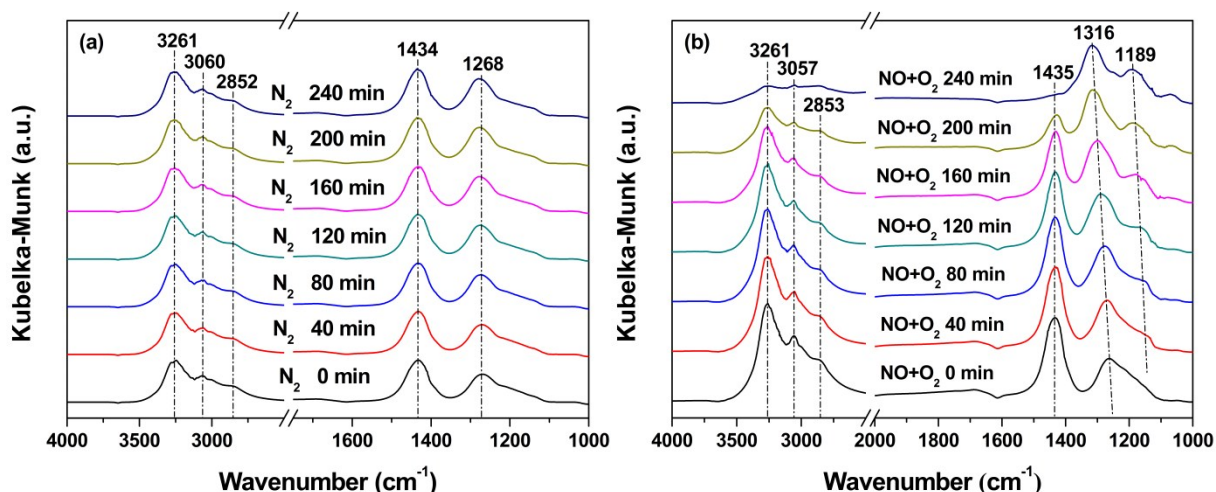 (a)
3261
3060
2852
1434
1268
N2 240 min
N2 200 min
N2 160 min
N2 120 min
N2 80 min
N2 40 min
N2 0 min
Kubelka-Munk (a.u.)
4000 3500 3000 1600 1400 1200 1000
Wavenumber (cm-1)
(b)
3261
3057
2853
1435
1316
1189
NO+O2 240 min
NO+O2 200 min
NO+O2 160 min
NO+O2 120 min
NO+O2 80 min
NO+O2 40 min
NO+O2 0 min
Kubelka-Munk (a.u.)
4000 3500 3000 1600 1400 1200 1000
Wavenumber (cm-1)